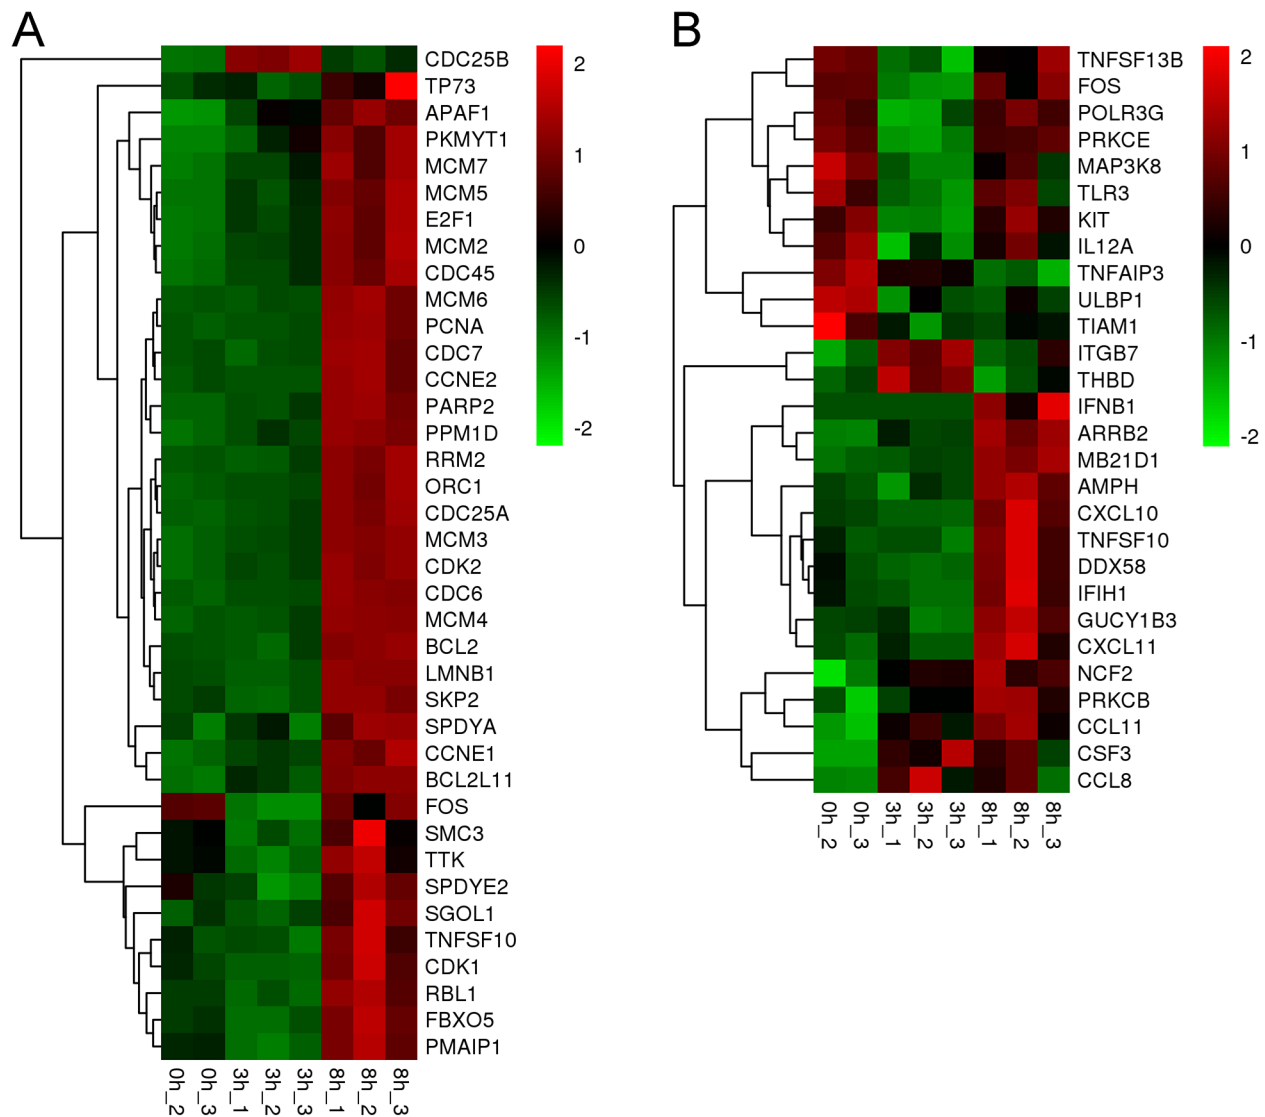 A
CDC25B
TP73
APAF1
PKMYT1
MCM7
MCM5
E2F1
MCM2
CDC45
MCM6
PCNA
CDC7
CCNE2
PARP2
PPM1D
RRM2
ORC1
CDC25A
MCM3
CDK2
CDC6
MCM4
BCL2
LMNB1
SKP2
SPDYA
CCNE1
BCL2L11
FOS
SMC3
TTK
SPDYE2
SGOL1
TNFSF10
CDK1
RBL1
FBXO5
PMAIP1
0h_2
0h_3
3h_1
3h_2
3h_3
8h_1
8h_2
8h_3
2
1
0
-1
-2
B
TNFSF13B
FOS
POLR3G
PRKCE
MAP3K8
TLR3
KIT
IL12A
TNFAIP3
ULBP1
TIAM1
ITGB7
THBD
IFNB1
ARRB2
MB21D1
AMPH
CXCL10
TNFSF10
DDX58
IFIH1
GUCY1B3
CXCL11
NCF2
PRKCB
CCL11
CSF3
CCL8
0h_2
0h_3
3h_1
3h_2
3h_3
8h_1
8h_2
8h_3
2
1
0
-1
-2